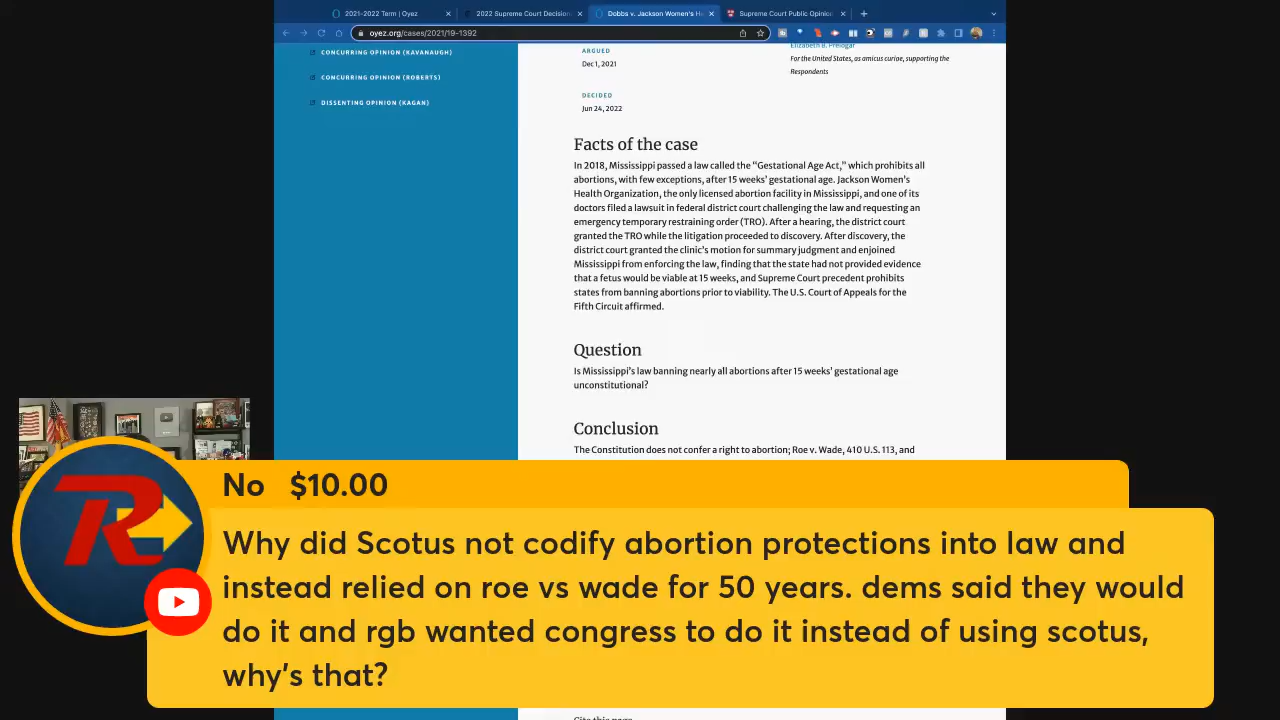 2021-2022 Term | Oyez
2022 Supreme Court Decision
Dobbs v. Jackson Women's He
Supreme Court Public Opinion
oyez.org/cases/2021/19-1392
CONCURRING OPINION (KAVANAUGH)
CONCURRING OPINION (ROBERTS)
DISSENTING OPINION (KAGAN)
ARGUED
Dec 1, 2021
Elizabeth B. Prelogar
For the United States, as amicus curiae, supporting the
Respondents
DECIDED
Jun 24, 2022
Facts of the case
In 2018, Mississippi passed a law called the “Gestational Age Act,” which prohibits all
abortions, with few exceptions, after 15 weeks’ gestational age. Jackson Women’s
Health Organization, the only licensed abortion facility in Mississippi, and one of its
doctors filed a lawsuit in federal district court challenging the law and requesting an
emergency temporary restraining order (TRO). After a hearing, the district court
granted the TRO while the litigation proceeded to discovery. After discovery, the
district court granted the clinic’s motion for summary judgment and enjoined
Mississippi from enforcing the law, finding that the state had not provided evidence
that a fetus would be viable at 15 weeks, and Supreme Court precedent prohibits
states from banning abortions prior to viability. The U.S. Court of Appeals for the
Fifth Circuit affirmed.
Question
Is Mississippi’s law banning nearly all abortions after 15 weeks’ gestational age
unconstitutional?
Conclusion
The Constitution does not confer a right to abortion; Roe v. Wade, 410 U.S. 113, and
No $10.00
Why did Scotus not codify abortion protections into law and
instead relied on roe vs wade for 50 years. dems said they would
do it and rgb wanted congress to do it instead of using scotus,
why's that?
Cite this page